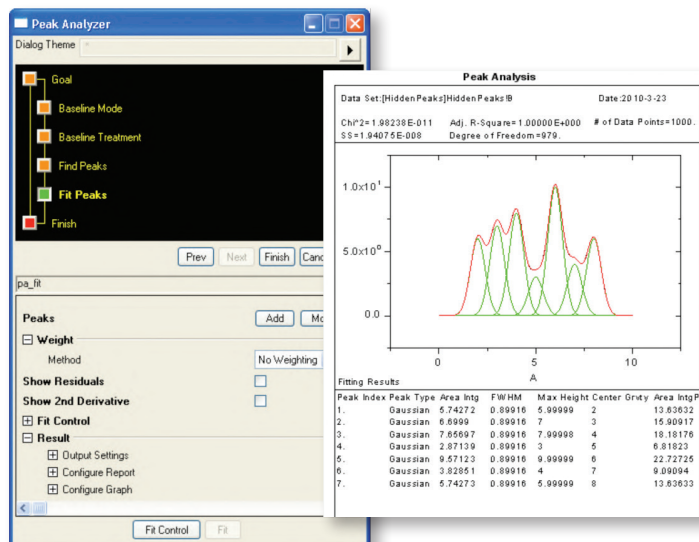 Peak Analyzer
Dialog Theme *
Goal
Baseline Mode
Baseline Treatment
Find Peaks
Fit Peaks
Finish
Prev Next Finish
pa_fit
Peaks Add
Weight
Method No Weighting
Show Residuals
Show 2nd Derivative
Fit Control
Result
Output Settings
Configure Report
Configure Graph
Fit Control Fit
Peak Analysis
Data Set:[HiddenPeaks]HiddenPeaks!B Date:2010-3-23
Chi^2=1.98238E-011 Adj. R-Square=1.00000E+000 # of Data Points=1000.
SS=1.94075E-008 Degree of Freedom=979.
1.0x10¹
5.0x10⁰
0.0
0 5 10
A
Fitting Results
Peak Index Peak Type Area Intg FWHM Max Height Center Grvty Area IntgP
1. Gaussian 5.74272 0.89916 5.99999 2 13.63632
2. Gaussian 6.6999 0.89916 7 3 15.90917
3. Gaussian 7.65697 0.89916 7.99998 4 18.18176
4. Gaussian 2.87139 0.89916 3 5 6.81823
5. Gaussian 9.57123 0.89916 9.99999 6 22.72725
6. Gaussian 3.82851 0.89916 4 7 9.09094
7. Gaussian 5.74273 0.89916 5.99999 8 13.63633